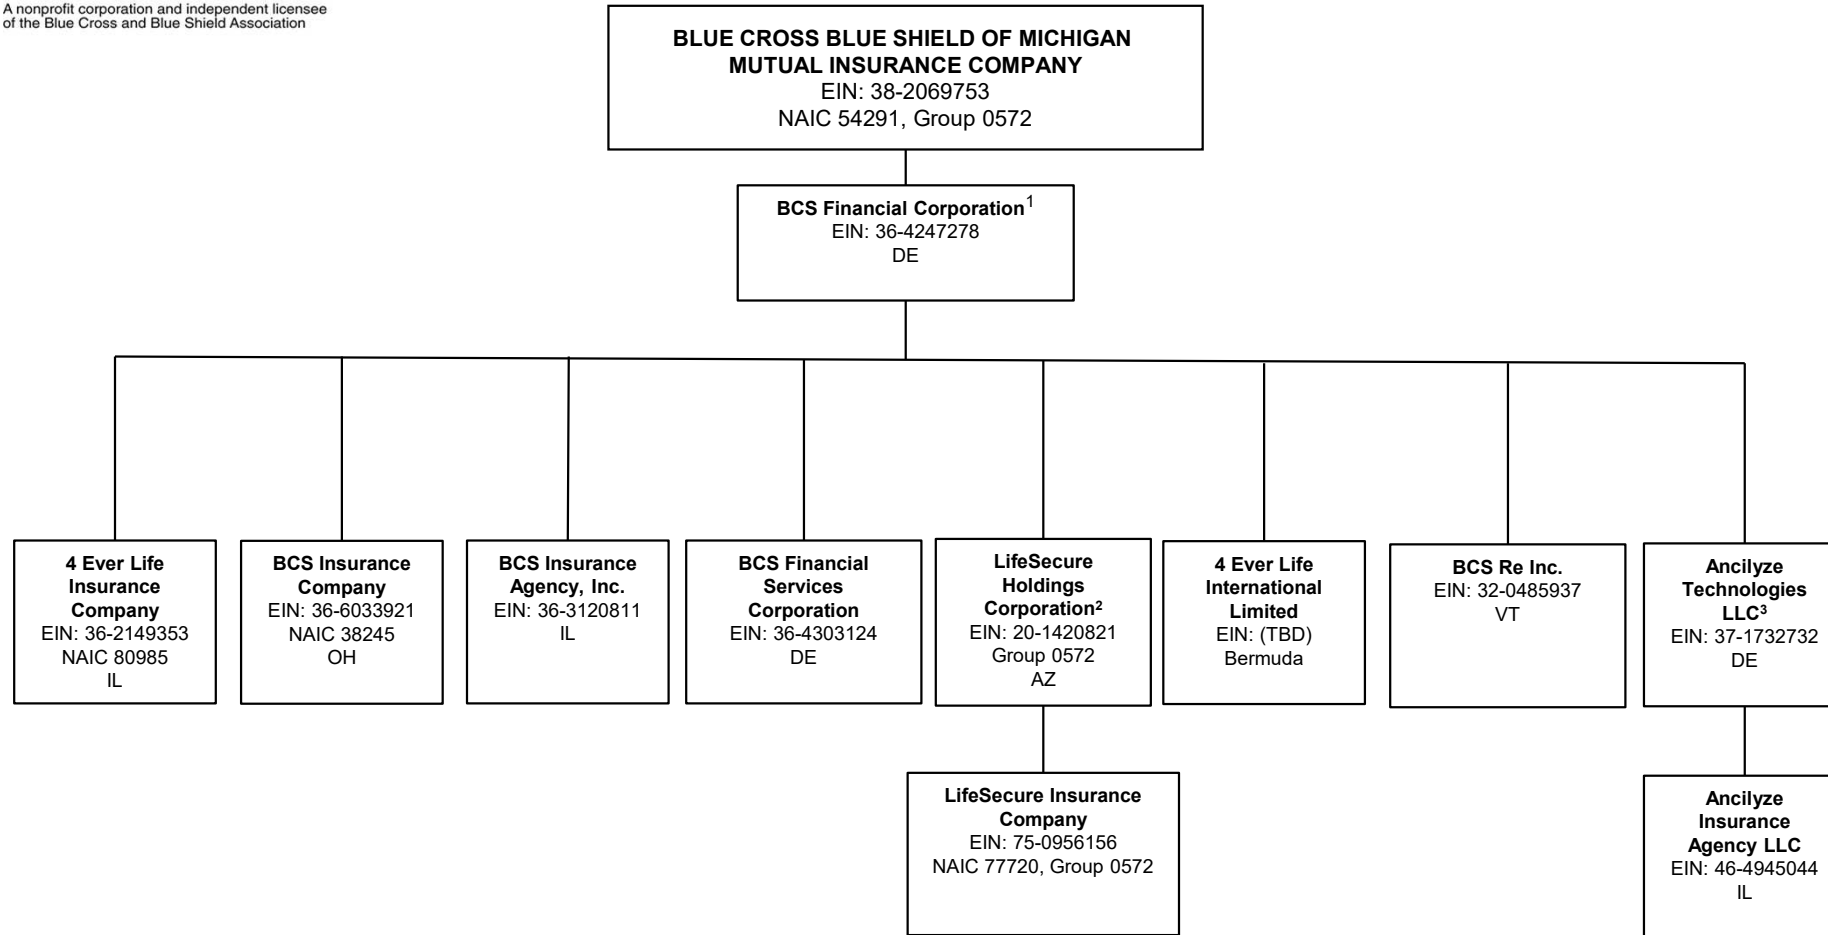 A nonprofit corporation and independent licensee
of the Blue Cross and Blue Shield Association
BLUE CROSS BLUE SHIELD OF MICHIGAN
MUTUAL INSURANCE COMPANY
EIN: 38-2069753
NAIC 54291, Group 0572
BCS Financial Corporation¹
EIN: 36-4247278
DE
4 Ever Life
Insurance
Company
EIN: 36-2149353
NAIC 80985
IL
BCS Insurance
Company
EIN: 36-6033921
NAIC 38245
OH
BCS Insurance
Agency, Inc.
EIN: 36-3120811
IL
BCS Financial
Services
Corporation
EIN: 36-4303124
DE
LifeSecure
Holdings
Corporation²
EIN: 20-1420821
Group 0572
AZ
4 Ever Life
International
Limited
EIN: (TBD)
Bermuda
BCS Re Inc.
EIN: 32-0485937
VT
Ancilyze
Technologies
LLC³
EIN: 37-1732732
DE
LifeSecure Insurance
Company
EIN: 75-0956156
NAIC 77720, Group 0572
Ancilyze
Insurance
Agency LLC
EIN: 46-4945044
IL